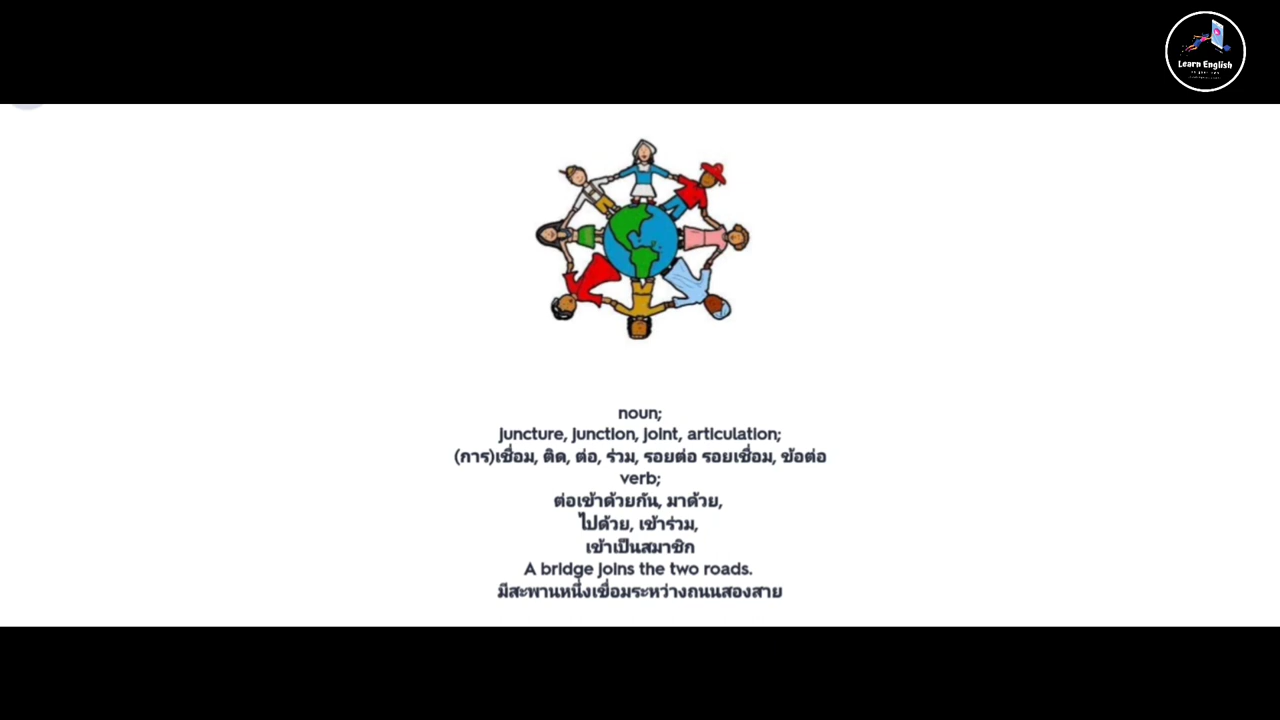 Learn English
noun;
juncture, junction, joint, articulation;
(การ)เชื่อม, ติด, ต่อ, ร่วม, รอยต่อ รอยเชื่อม, ข้อต่อ
verb;
ต่อเข้าด้วยกัน, มาด้วย,
ไปด้วย, เข้าร่วม,
เข้าเป็นสมาชิก
A bridge joins the two roads.
มีสะพานหนึ่งเชื่อมระหว่างถนนสองสาย